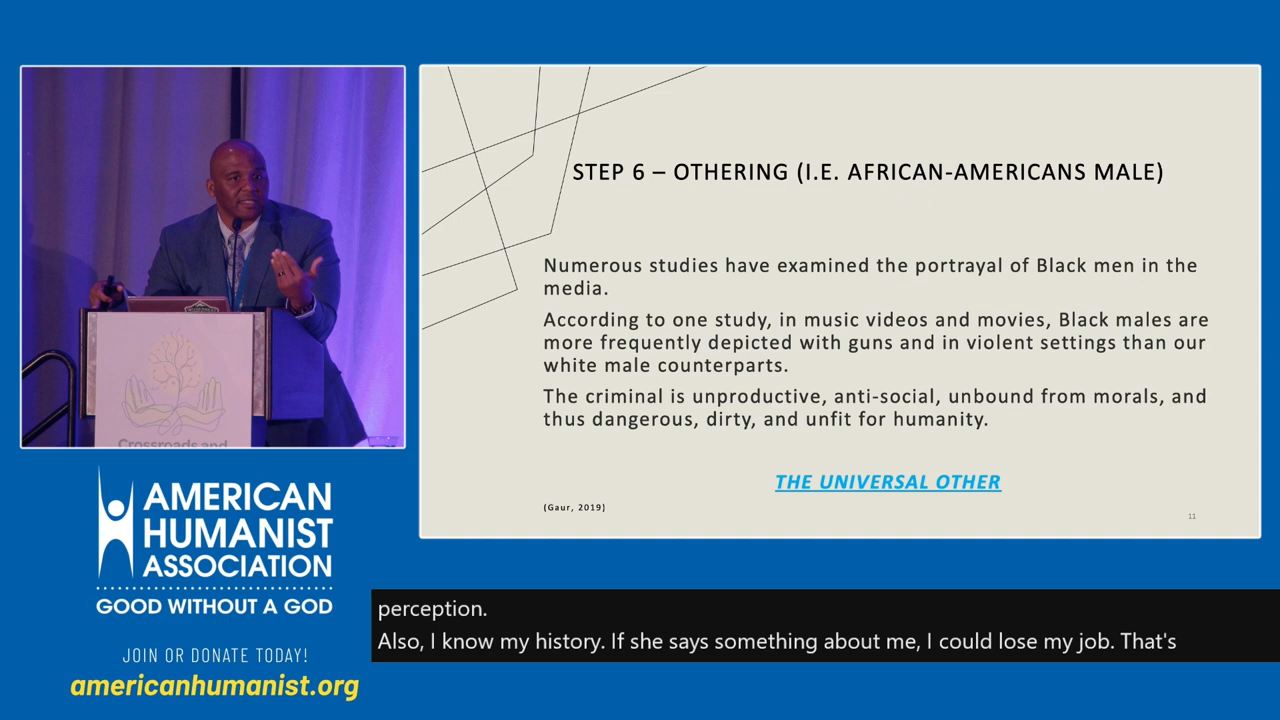 STEP 6 – OTHERING (I.E. AFRICAN-AMERICANS MALE)
Numerous studies have examined the portrayal of Black men in the
media.
According to one study, in music videos and movies, Black males are
more frequently depicted with guns and in violent settings than our
white male counterparts.
The criminal is unproductive, anti-social, unbound from morals, and
thus dangerous, dirty, and unfit for humanity.
THE UNIVERSAL OTHER
(Gaur, 2019)
11
Crossroads and
AMERICAN
HUMANIST
ASSOCIATION
GOOD WITHOUT A GOD
JOIN OR DONATE TODAY!
americanhumanist.org
perception.
Also, I know my history. If she says something about me, I could lose my job. That's